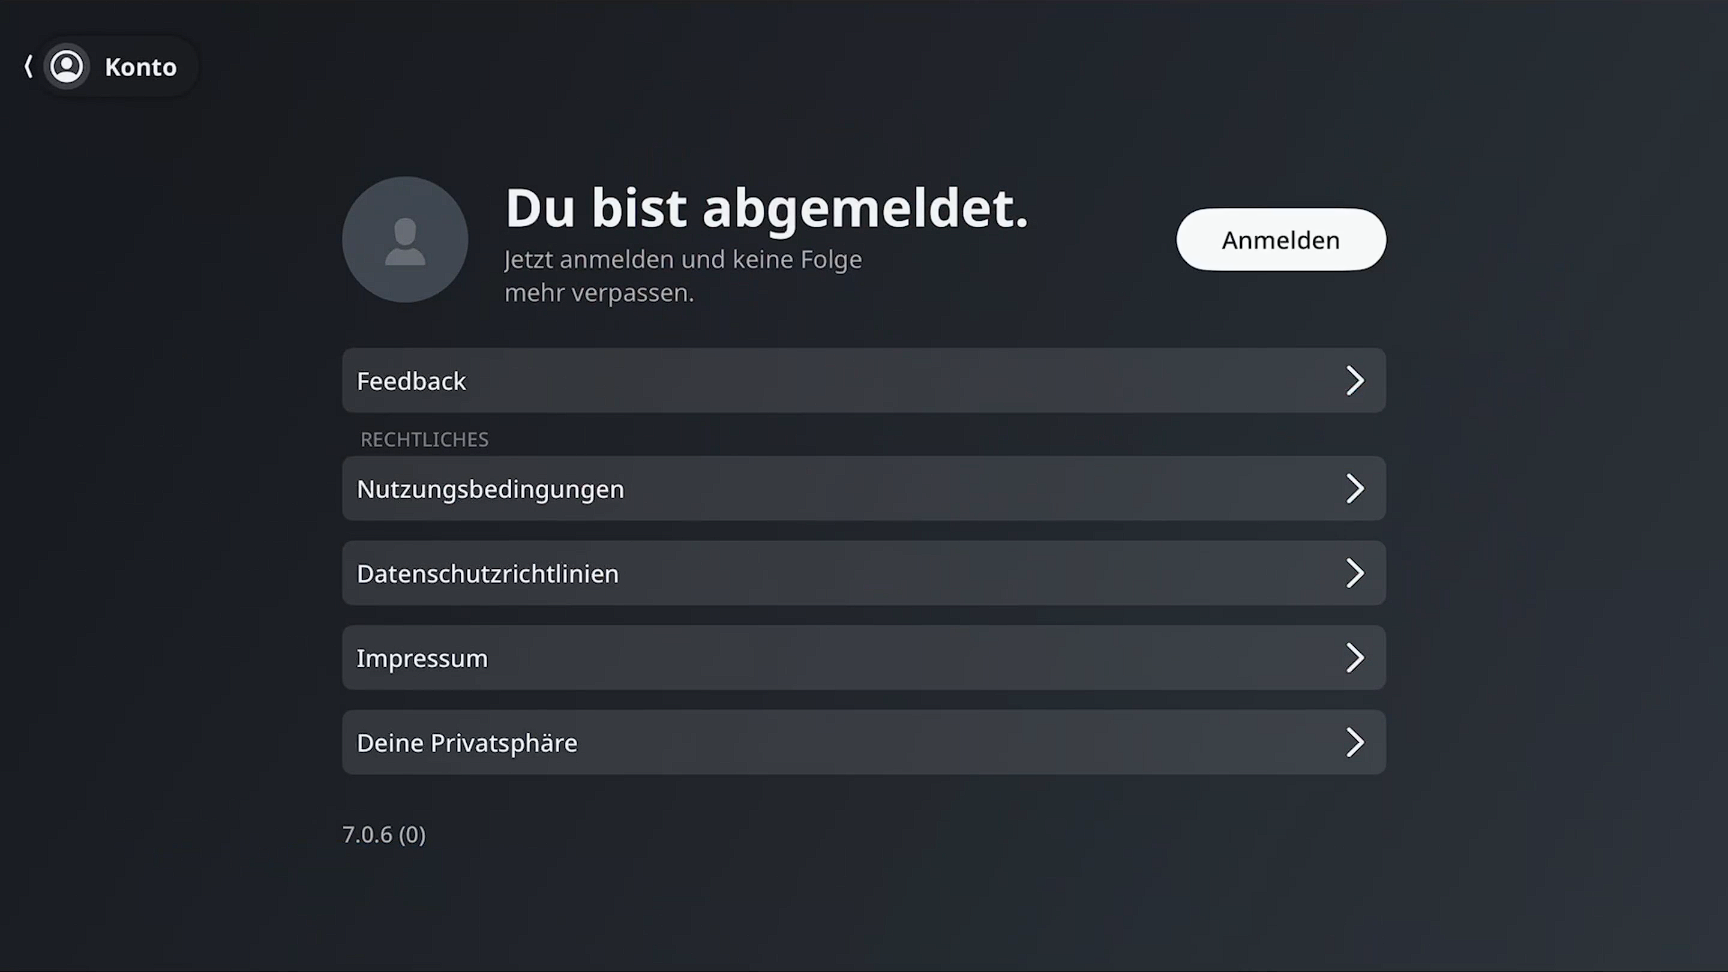 Konto
Du bist abgemeldet.
Anmelden
Jetzt anmelden und keine Folge
mehr verpassen.
Feedback
RECHTLICHES
Nutzungsbedingungen
Datenschutzrichtlinien
Impressum
Deine Privatsphäre
7.0.6 (0)